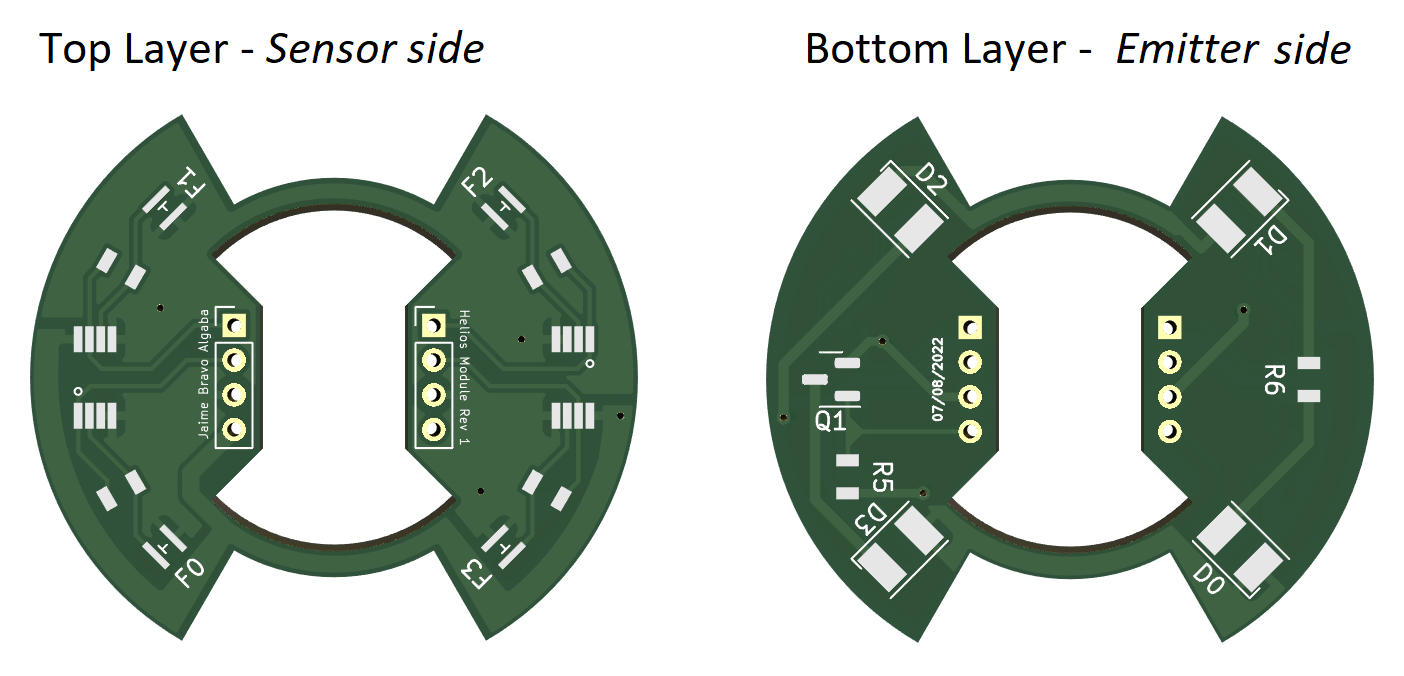 Top Layer - Sensor side
F1
F2
Jaime Bravo Algaba
Helios Module Rev 1
F0
F3
Bottom Layer - Emitter side
D2
D1
07/08/2022
Q1
R6
R5
D3
D0